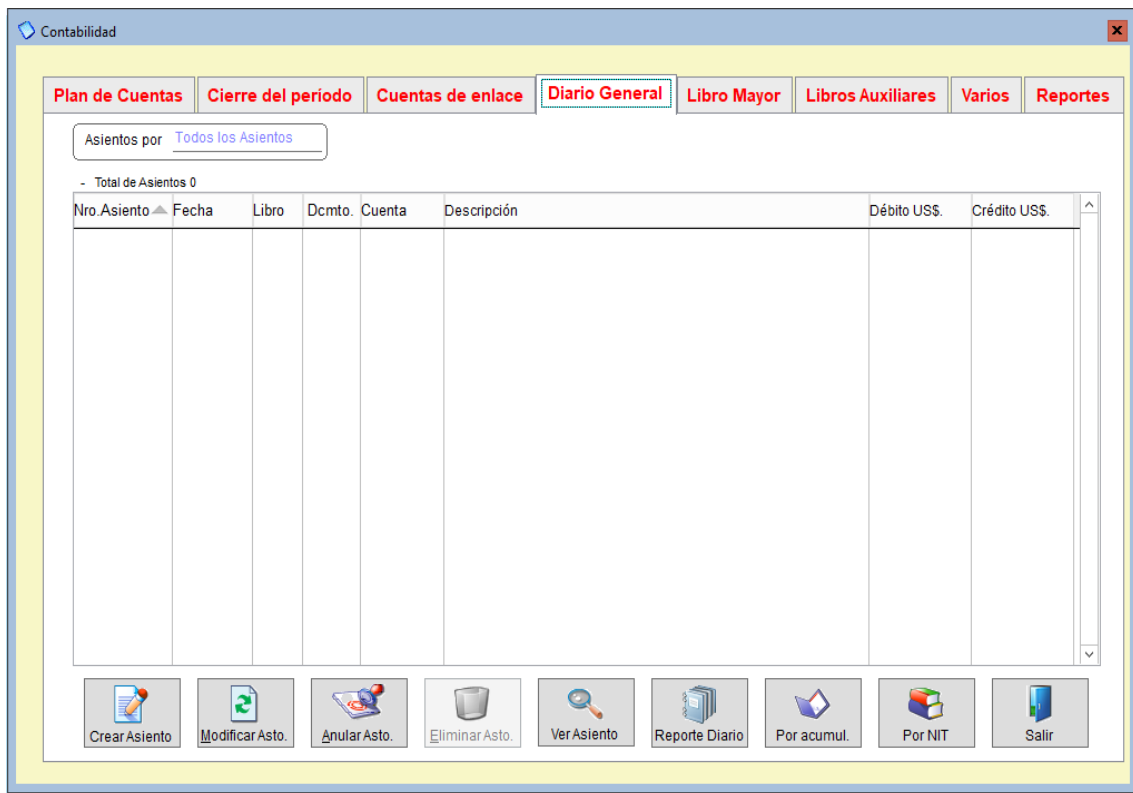 Contabilidad
Plan de Cuentas Cierre del período Cuentas de enlace Diario General Libro Mayor Libros Auxiliares Varios Reportes
Asientos por Todos los Asientos
- Total de Asientos 0
Nro.Asiento Fecha Libro Dcmto. Cuenta Descripción Débito US$. Crédito US$.
Crear Asiento Modificar Asto. Anular Asto. Eliminar Asto. Ver Asiento Reporte Diario Por acumul. Por NIT Salir